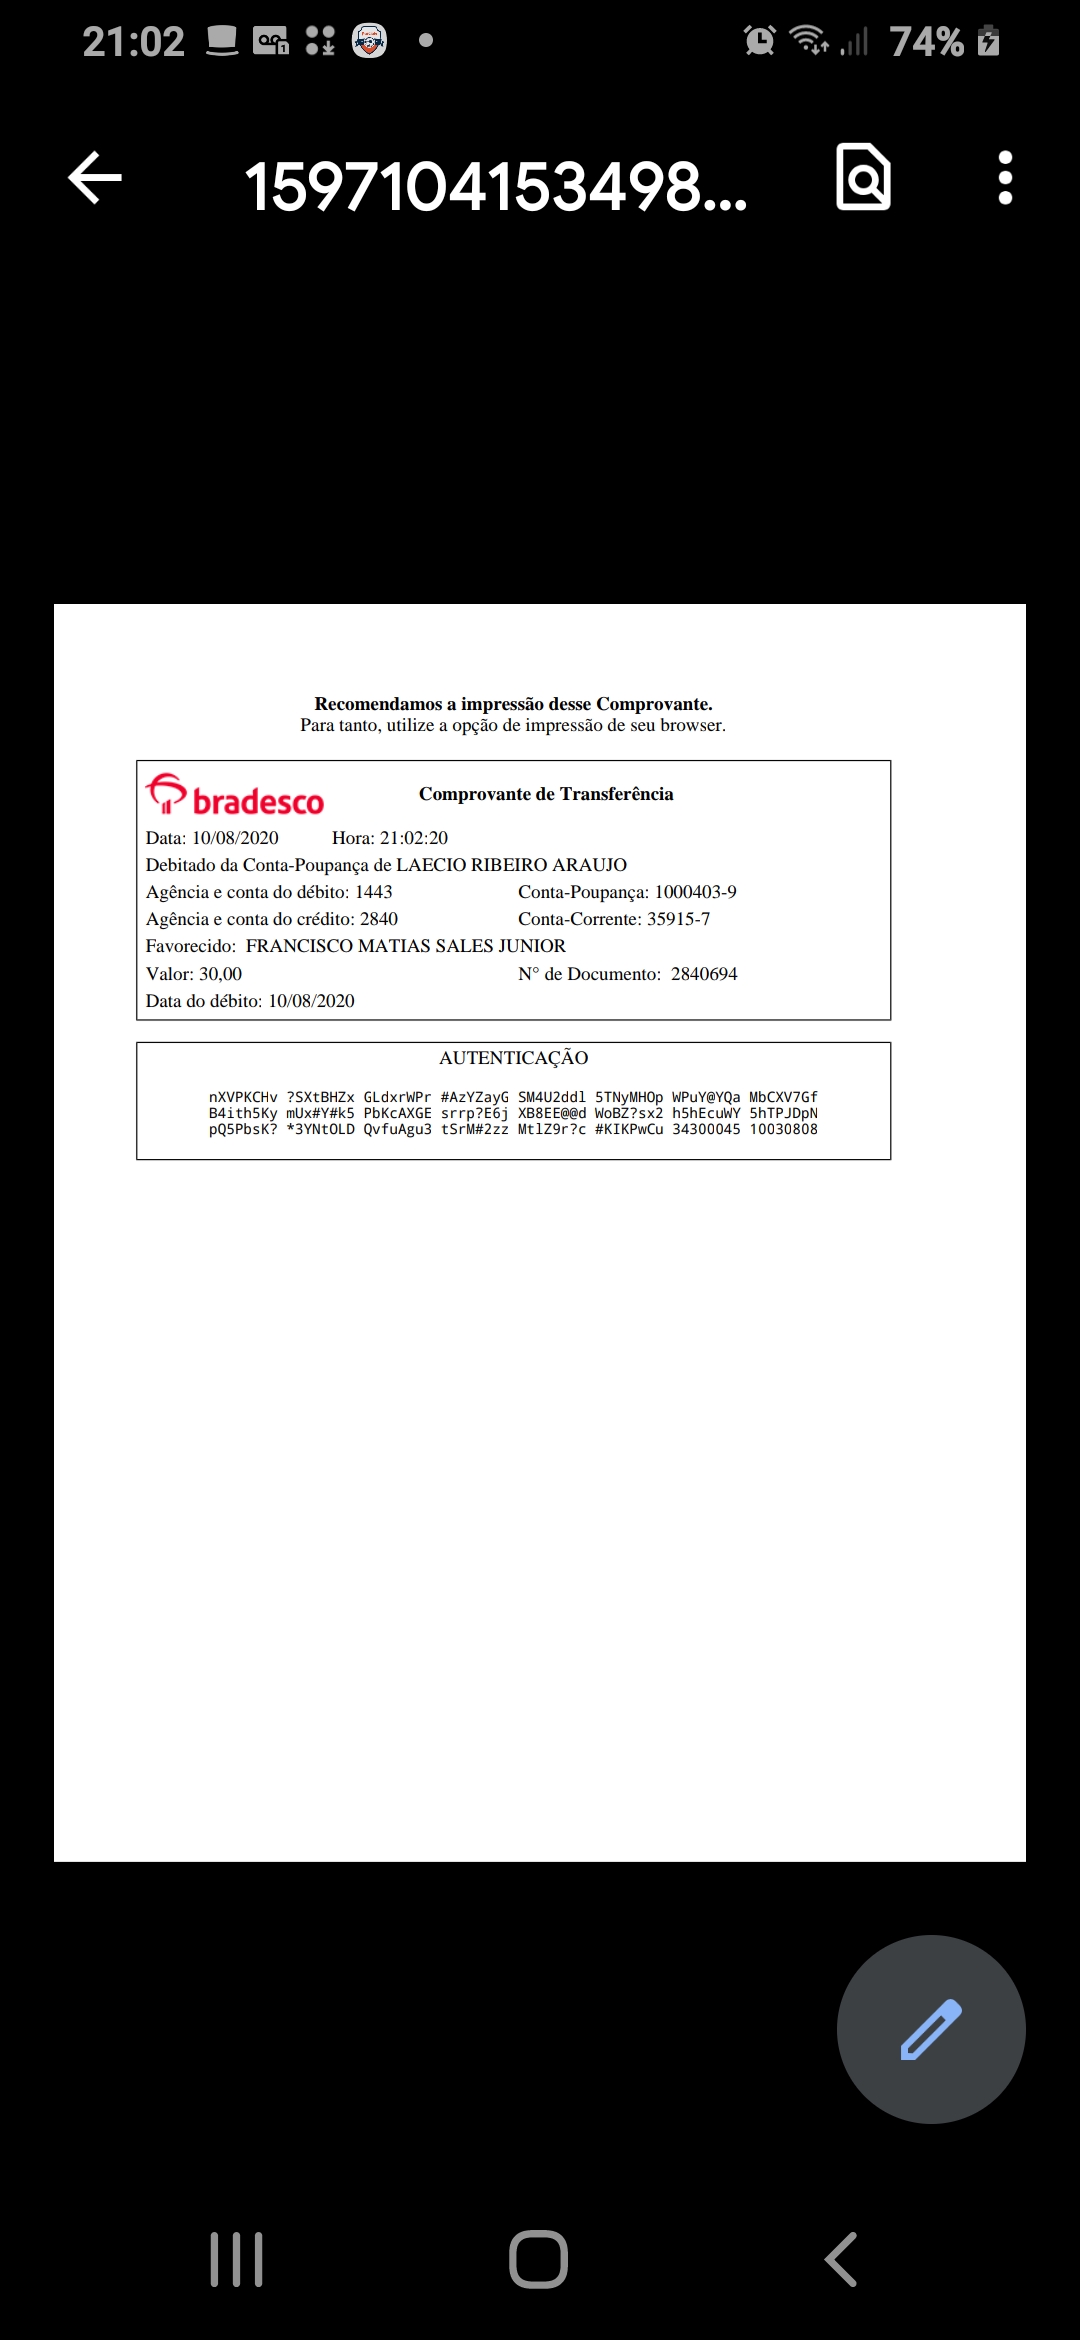 21:02 74%
1597104153498...
Recomendamos a impressão desse Comprovante.
Para tanto, utilize a opção de impressão de seu browser.
bradesco Comprovante de Transferência
Data: 10/08/2020 Hora: 21:02:20
Debitado da Conta-Poupança de LAECIO RIBEIRO ARAUJO
Agência e conta do débito: 1443 Conta-Poupança: 1000403-9
Agência e conta do crédito: 2840 Conta-Corrente: 35915-7
Favorecido: FRANCISCO MATIAS SALES JUNIOR
Valor: 30,00 N° de Documento: 2840694
Data do débito: 10/08/2020
AUTENTICAÇÃO
nXVPKCHv ?SXtBHZx GLdxrWPr #AzYZayG SM4U2ddl 5TNyMHOp WPuY@YQa MbCXV7Gf
B4ith5Ky mUx#Y#k5 PbKcAXGE srrp?E6j XB8EE@@d WoBZ?sx2 h5hEcuWY 5hTPJDpN
pQ5PbsK? *3YNtOLD QvfuAgu3 tSrM#2zz MtlZ9r?c #KIKPwCu 34300045 10030808